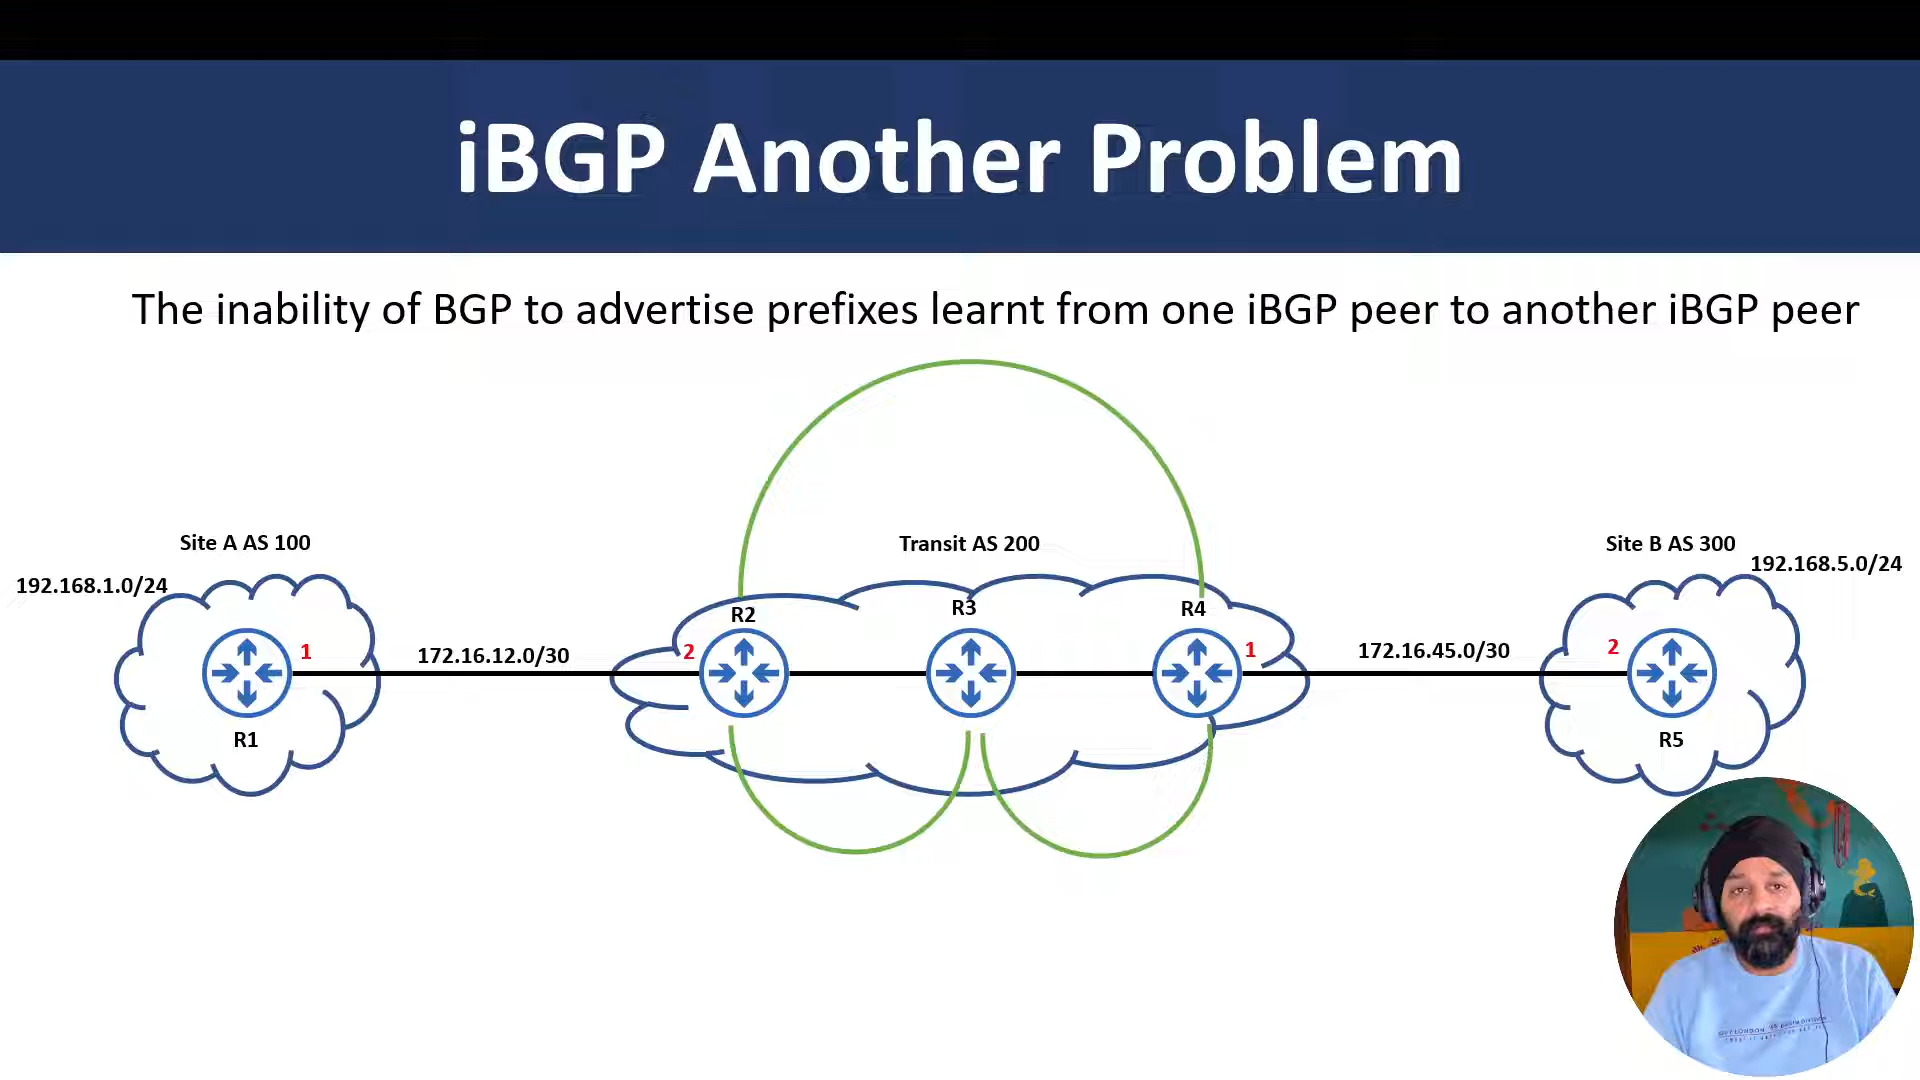 iBGP Another Problem
The inability of BGP to advertise prefixes learnt from one iBGP peer to another iBGP peer
Site A AS 100
Transit AS 200
Site B AS 300
192.168.1.0/24
192.168.5.0/24
R2
R3
R4
1
172.16.12.0/30
2
1
172.16.45.0/30
2
R1
R5